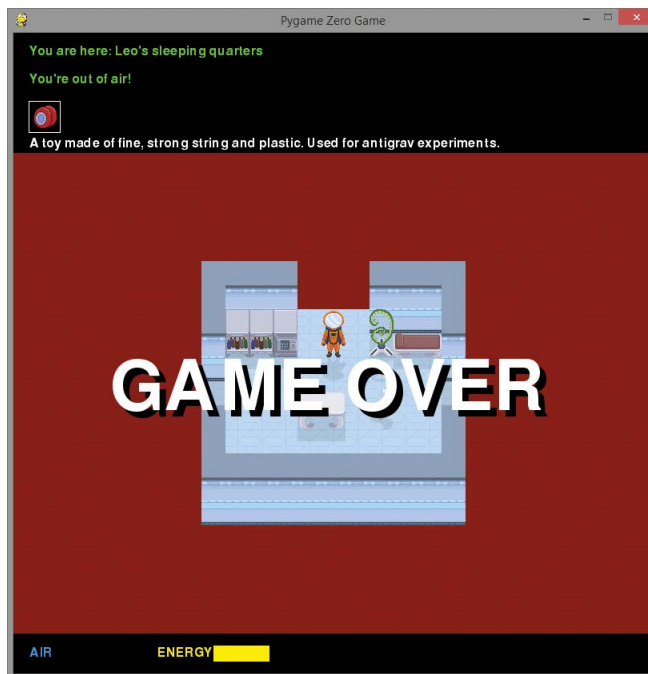 Pygame Zero Game
You are here: Leo's sleeping quarters
You're out of air!
A toy made of fine, strong string and plastic. Used for antigrav experiments.
GAME OVER
AIR ENERGY